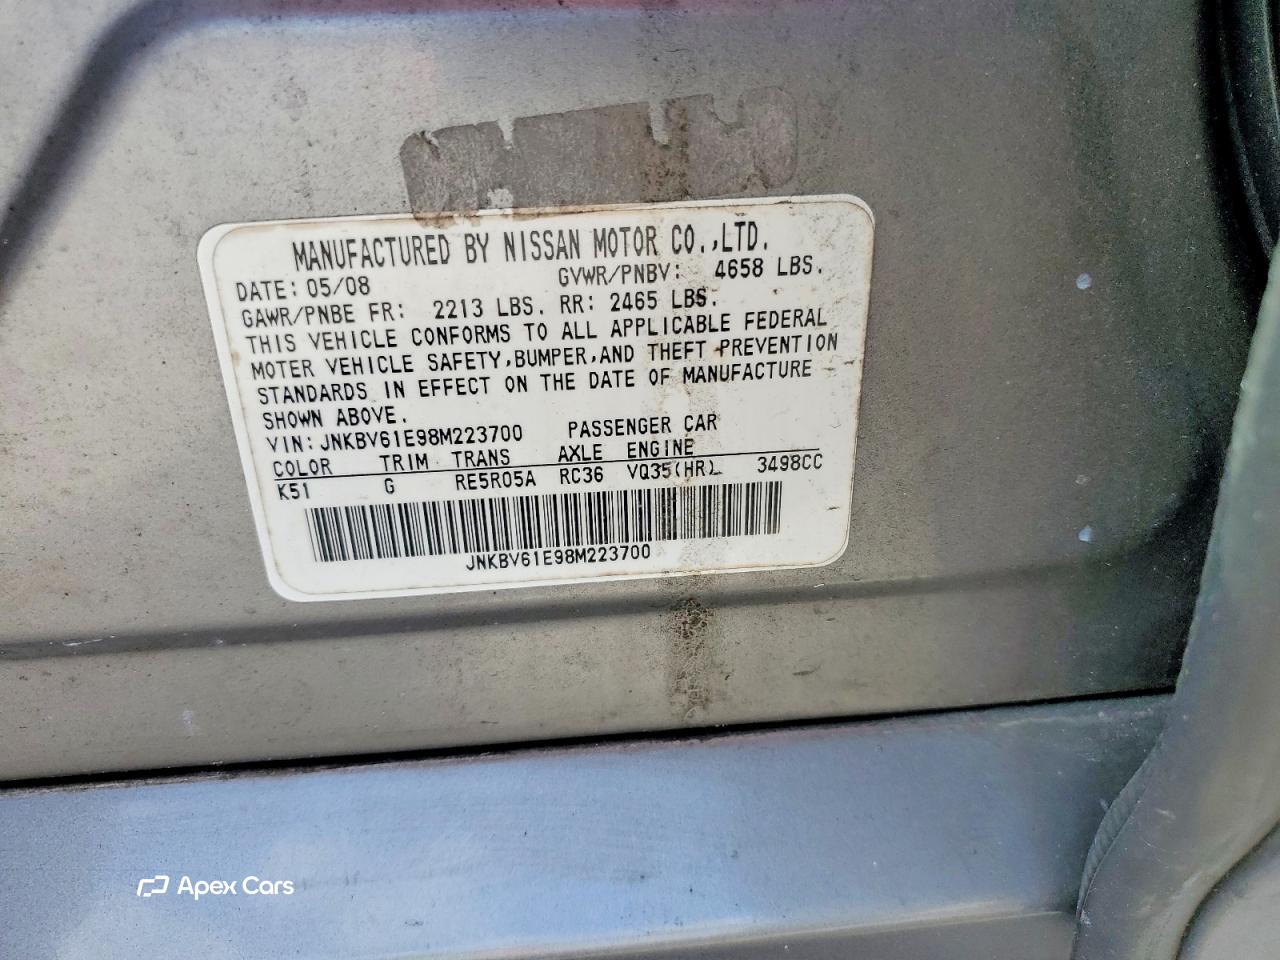 MANUFACTURED BY NISSAN MOTOR CO.,LTD.
DATE: 05/08 GVWR/PNBV: 4658 LBS.
GAWR/PNBE FR: 2213 LBS. RR: 2465 LBS.
THIS VEHICLE CONFORMS TO ALL APPLICABLE FEDERAL
MOTER VEHICLE SAFETY,BUMPER,AND THEFT PREVENTION
STANDARDS IN EFFECT ON THE DATE OF MANUFACTURE
SHOWN ABOVE.
VIN: JNKBV61E98M223700 PASSENGER CAR
COLOR TRIM TRANS AXLE ENGINE
K51 G RE5R05A RC36 VQ35(HR) 3498CC
JNKBV61E98M223700
Apex Cars